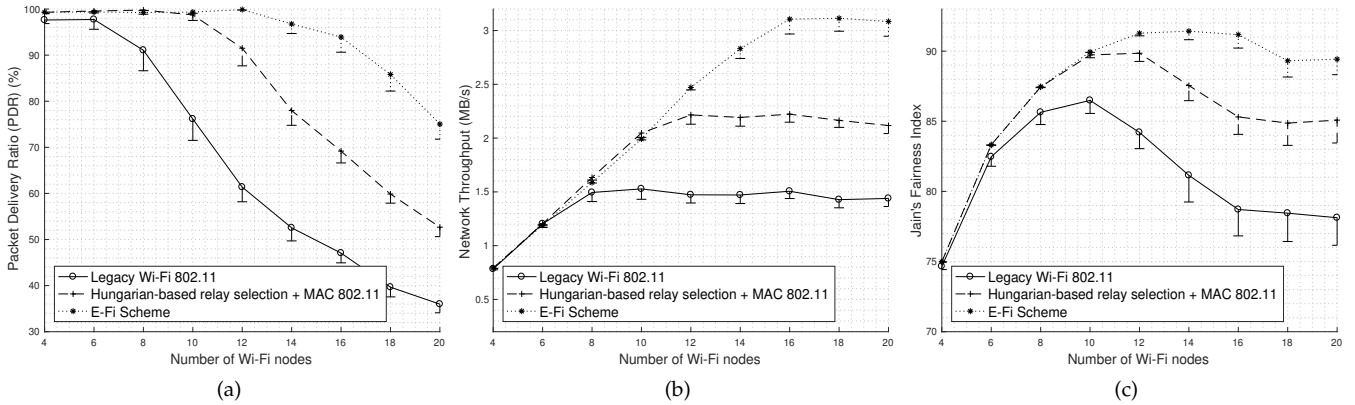 Packet Delivery Ratio (PDR) (%)
100
90
80
70
60
50
40
30
4 6 8 10 12 14 16 18 20
Number of Wi-Fi nodes
Legacy Wi-Fi 802.11
Hungarian-based relay selection + MAC 802.11
E-Fi Scheme
(a)
Network Throughput (MB/s)
3
2.5
2
1.5
1
0.5
4 6 8 10 12 14 16 18 20
Number of Wi-Fi nodes
Legacy Wi-Fi 802.11
Hungarian-based relay selection + MAC 802.11
E-Fi Scheme
(b)
Jain's Fairness Index
90
85
80
75
70
4 6 8 10 12 14 16 18 20
Number of Wi-Fi nodes
Legacy Wi-Fi 802.11
Hungarian-based relay selection + MAC 802.11
E-Fi Scheme
(c)